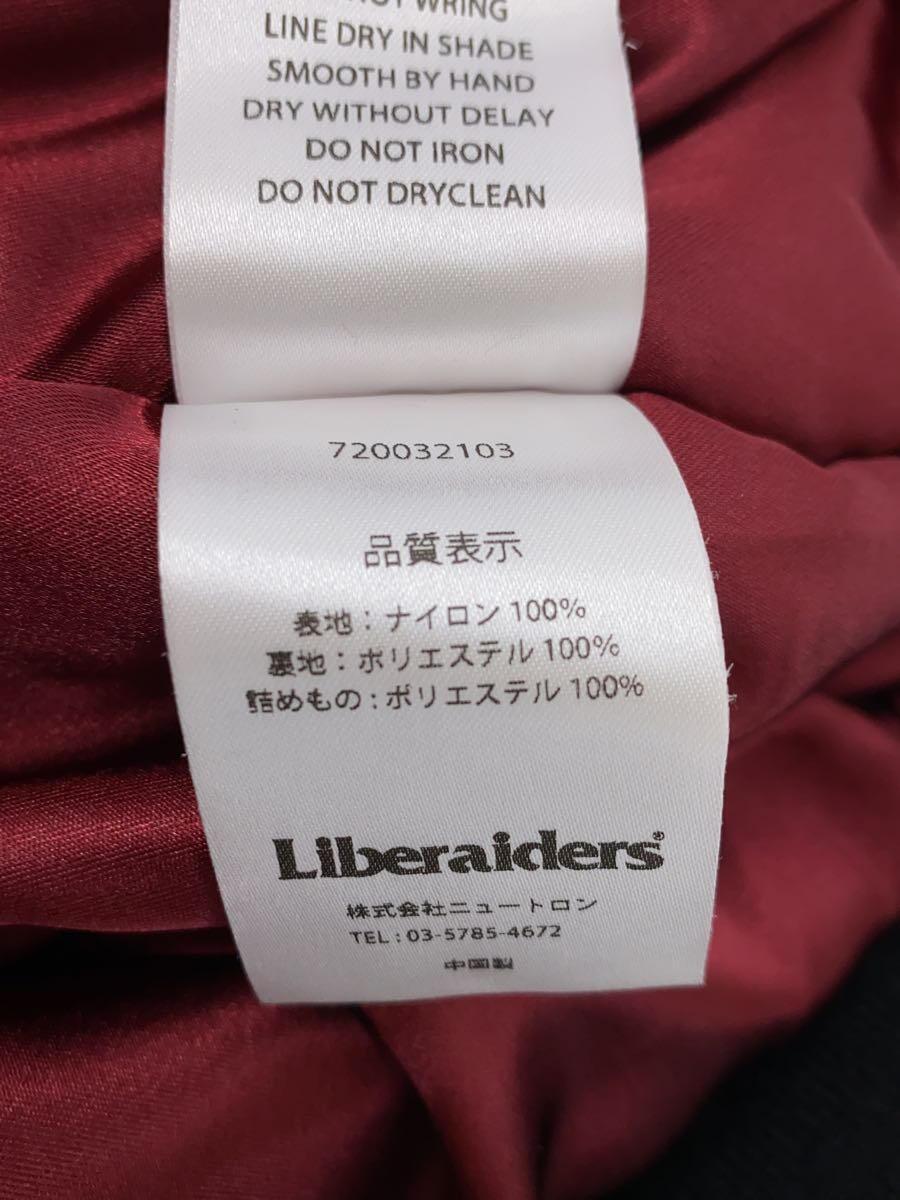 NOT WRING
LINE DRY IN SHADE
SMOOTH BY HAND
DRY WITHOUT DELAY
DO NOT IRON
DO NOT DRYCLEAN
720032103
品質表示
表地 : ナイロン 100%
裏地 : ポリエステル 100%
詰めもの : ポリエステル 100%
Liberaiders®
株式会社ニュートロン
TEL : 03-5785-4672
中国製